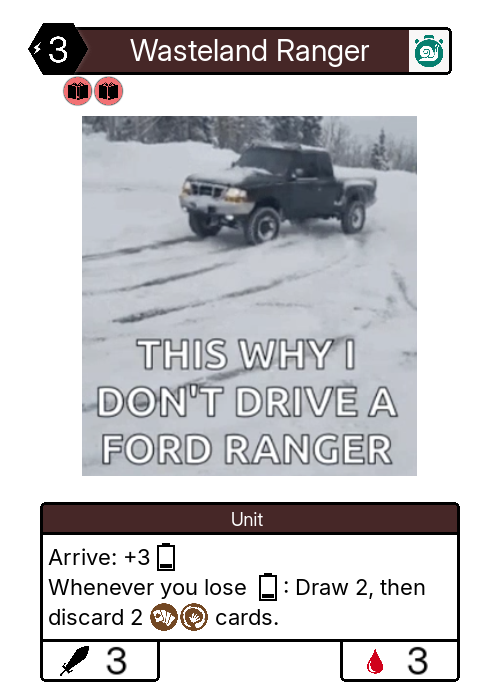 3
Wasteland Ranger
THIS WHY I
DON'T DRIVE A
FORD RANGER
Unit
Arrive: +3
Whenever you lose : Draw 2, then
discard 2 cards.
3
3